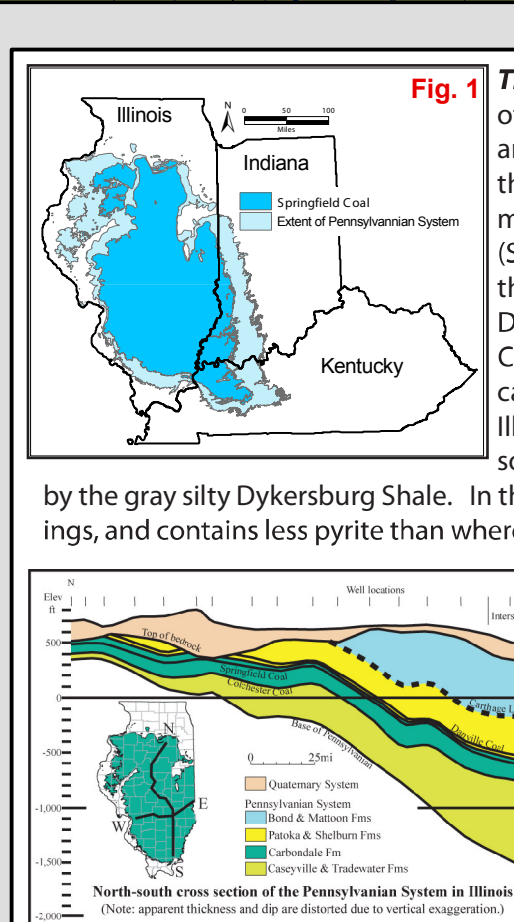 Fig. 1
Illinois
N
0 50 100
Miles
Indiana
Springfield Coal
Extent of Pennsylvannian System
Kentucky
by the gray silty Dykersburg Shale. In th
ings, and contains less pyrite than where
N
Elev
ft
Well locations
Inters
500
0
-500
-1,000
-1,500
-2,000
Top of bedrock
Springfield Coal
Colchester Coal
Base of Pennsylvanian
Carthage L
Danville Coal
N
E
W
S
0 25mi
Quaternary System
Pennsylvanian System
Bond & Mattoon Fms
Patoka & Shelburn Fms
Carbondale Fm
Caseyville & Tradewater Fms
North-south cross section of the Pennsylvanian System in Illinois
(Note: apparent thickness and dip are distorted due to vertical exaggeration.)